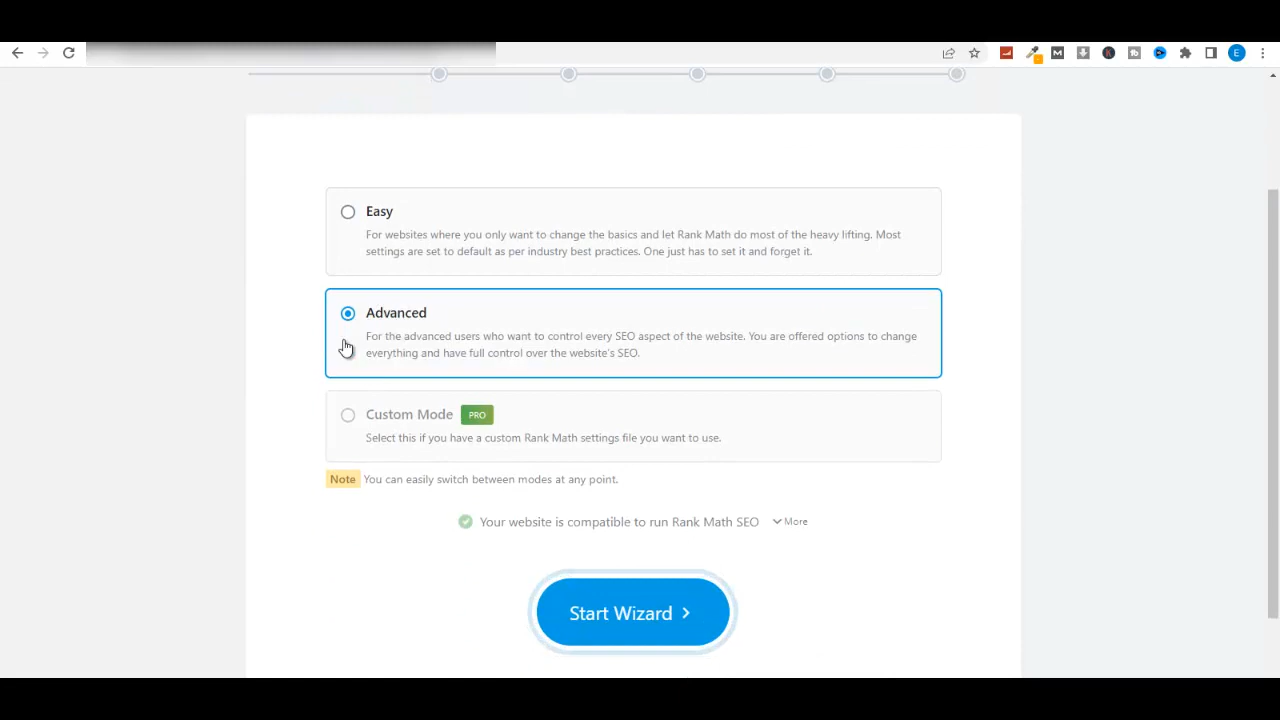 E
M
Easy
For websites where you only want to change the basics and let Rank Math do most of the heavy lifting. Most
settings are set to default as per industry best practices. One just has to set it and forget it.
Advanced
For the advanced users who want to control every SEO aspect of the website. You are offered options to change
everything and have full control over the website's SEO.
Custom Mode PRO
Select this if you have a custom Rank Math settings file you want to use.
Note You can easily switch between modes at any point.
Your website is compatible to run Rank Math SEO More
Start Wizard